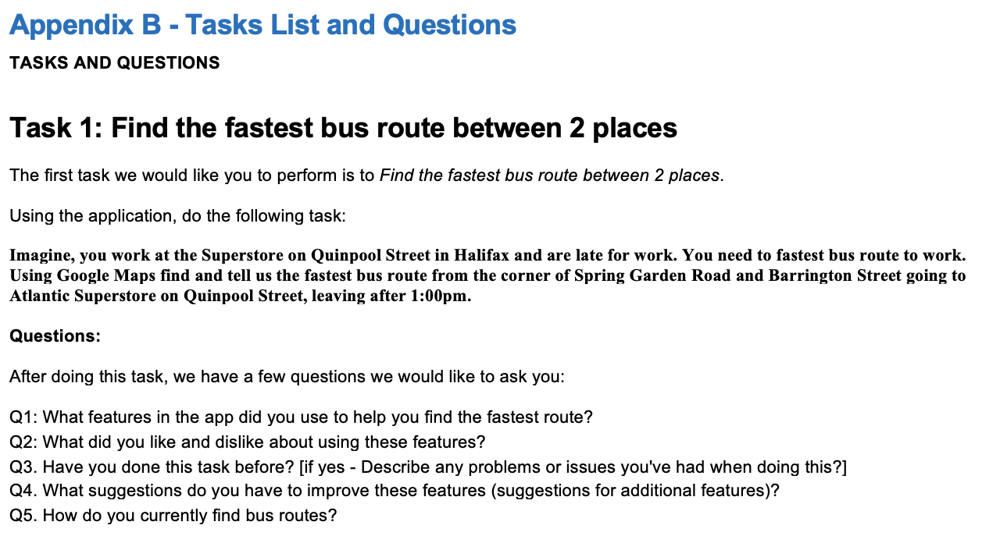 Appendix B - Tasks List and Questions
TASKS AND QUESTIONS
Task 1: Find the fastest bus route between 2 places
The first task we would like you to perform is to Find the fastest bus route between 2 places.
Using the application, do the following task:
Imagine, you work at the Superstore on Quinpool Street in Halifax and are late for work. You need to fastest bus route to work.
Using Google Maps find and tell us the fastest bus route from the corner of Spring Garden Road and Barrington Street going to
Atlantic Superstore on Quinpool Street, leaving after 1:00pm.
Questions:
After doing this task, we have a few questions we would like to ask you:
Q1: What features in the app did you use to help you find the fastest route?
Q2: What did you like and dislike about using these features?
Q3. Have you done this task before? [if yes - Describe any problems or issues you've had when doing this?]
Q4. What suggestions do you have to improve these features (suggestions for additional features)?
Q5. How do you currently find bus routes?